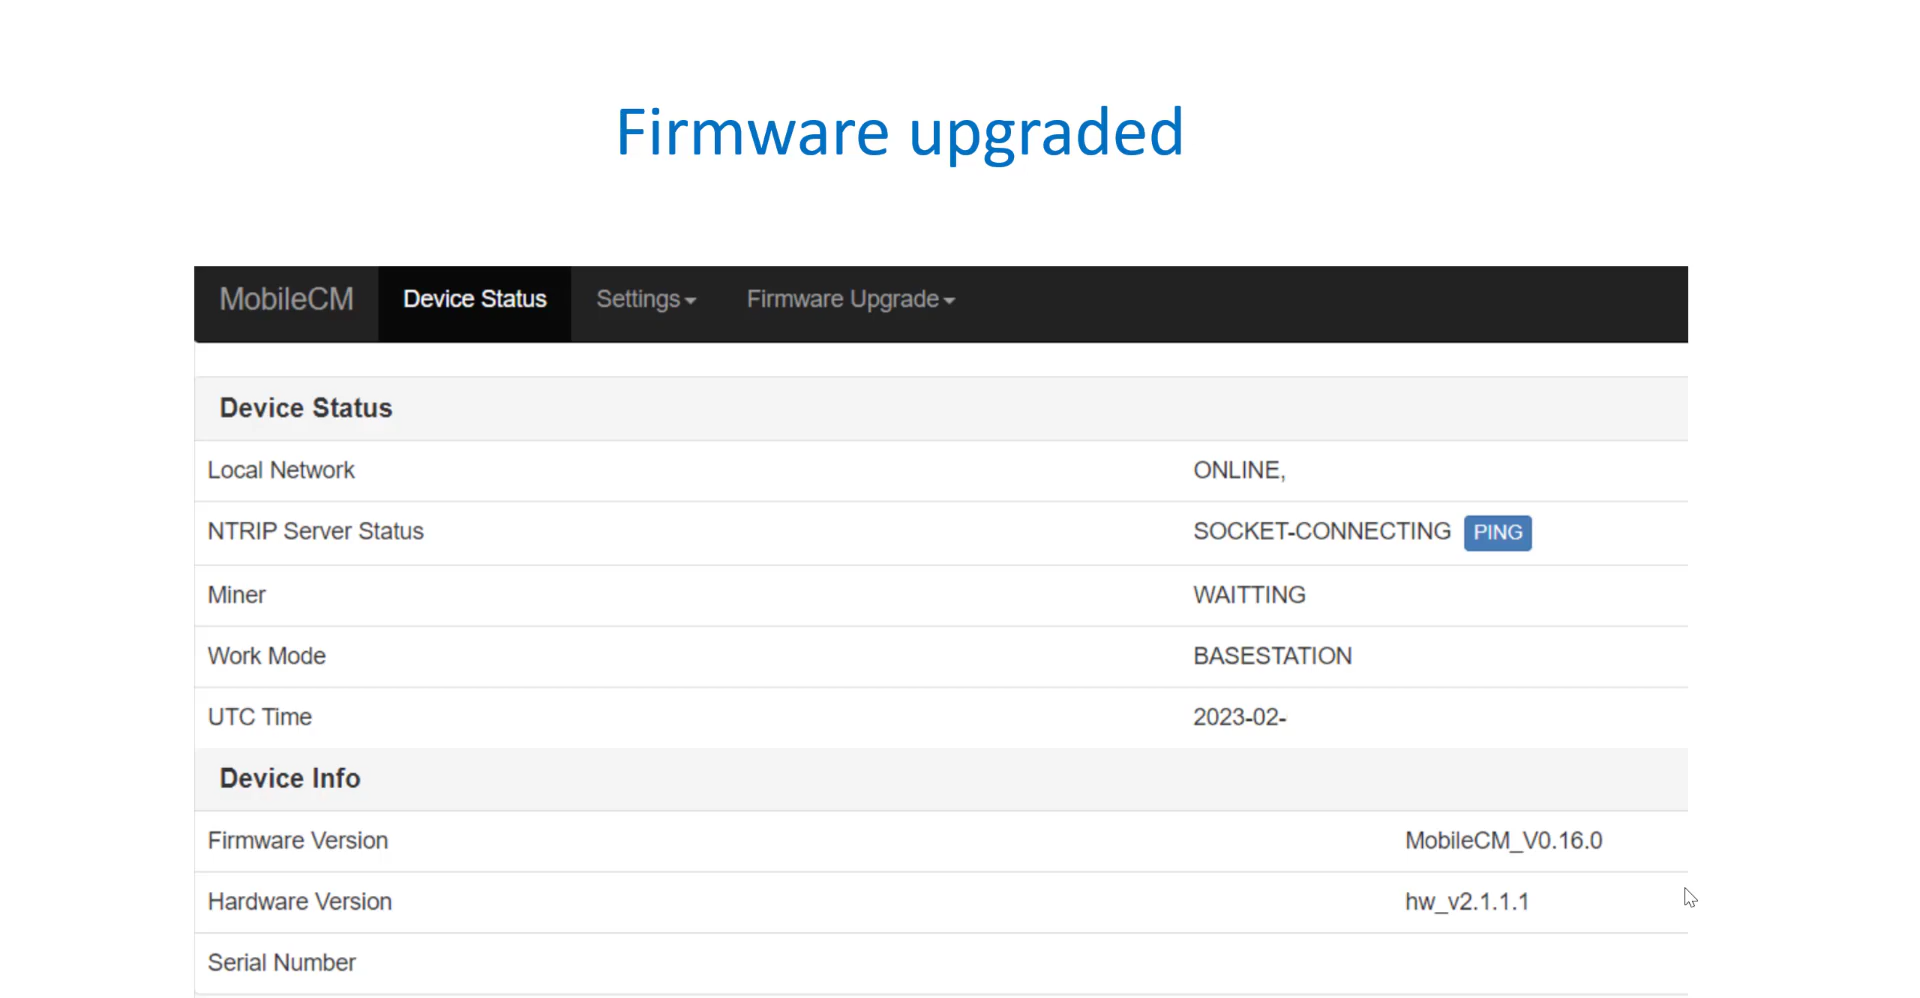 Firmware upgraded
MobileCM Device Status Settings Firmware Upgrade
Device Status
Local Network ONLINE,
NTRIP Server Status SOCKET-CONNECTING PING
Miner WAITTING
Work Mode BASESTATION
UTC Time 2023-02-
Device Info
Firmware Version MobileCM_V0.16.0
Hardware Version hw_v2.1.1.1
Serial Number